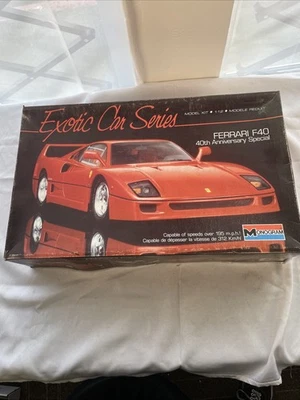 Exotic Car Series
MODEL KIT • 1:12 • MODELE REDUIT
FERRARI F40
40th Anniversary Special
Capable of speeds over 195 m.p.h.!
Capable de dépasser la vitesse de 312 Km/h!
MONOGRAM